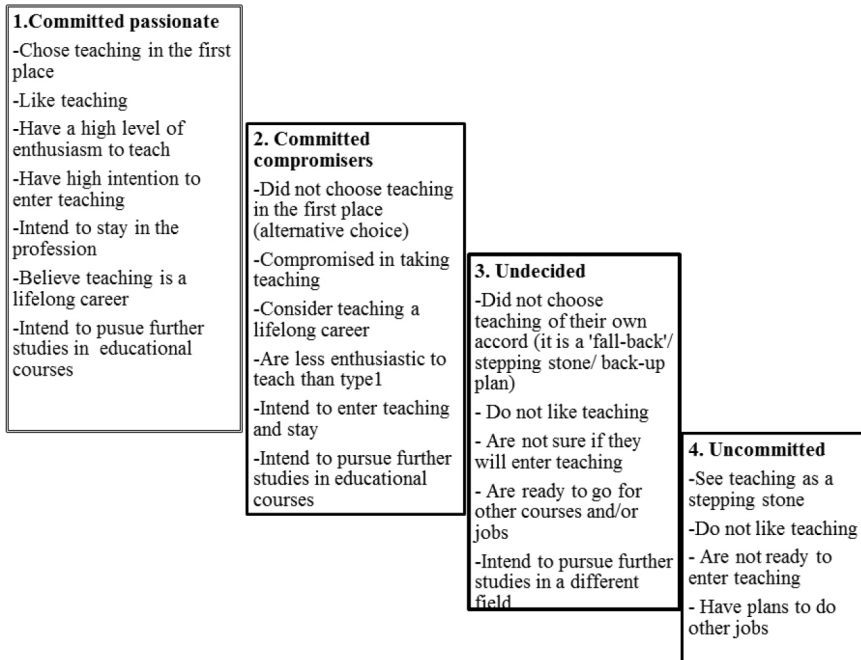 1.Committed passionate
-Chose teaching in the first
place
-Like teaching
-Have a high level of
enthusiasm to teach
-Have high intention to
enter teaching
-Intend to stay in the
profession
-Believe teaching is a
lifelong career
-Intend to pusue further
studies in educational
courses
2. Committed
compromisers
-Did not choose teaching
in the first place
(alternative choice)
-Compromised in taking
teaching
-Consider teaching a
lifelong career
-Are less enthusiastic to
teach than type1
-Intend to enter teaching
and stay
-Intend to pursue further
studies in educational
courses
3. Undecided
-Did not choose
teaching of their own
accord (it is a 'fall-back'/
stepping stone/ back-up
plan)
- Do not like teaching
- Are not sure if they
will enter teaching
- Are ready to go for
other courses and/or
jobs
-Intend to pursue further
studies in a different
field
4. Uncommitted
-See teaching as a
stepping stone
-Do not like teaching
- Are not ready to
enter teaching
- Have plans to do
other jobs